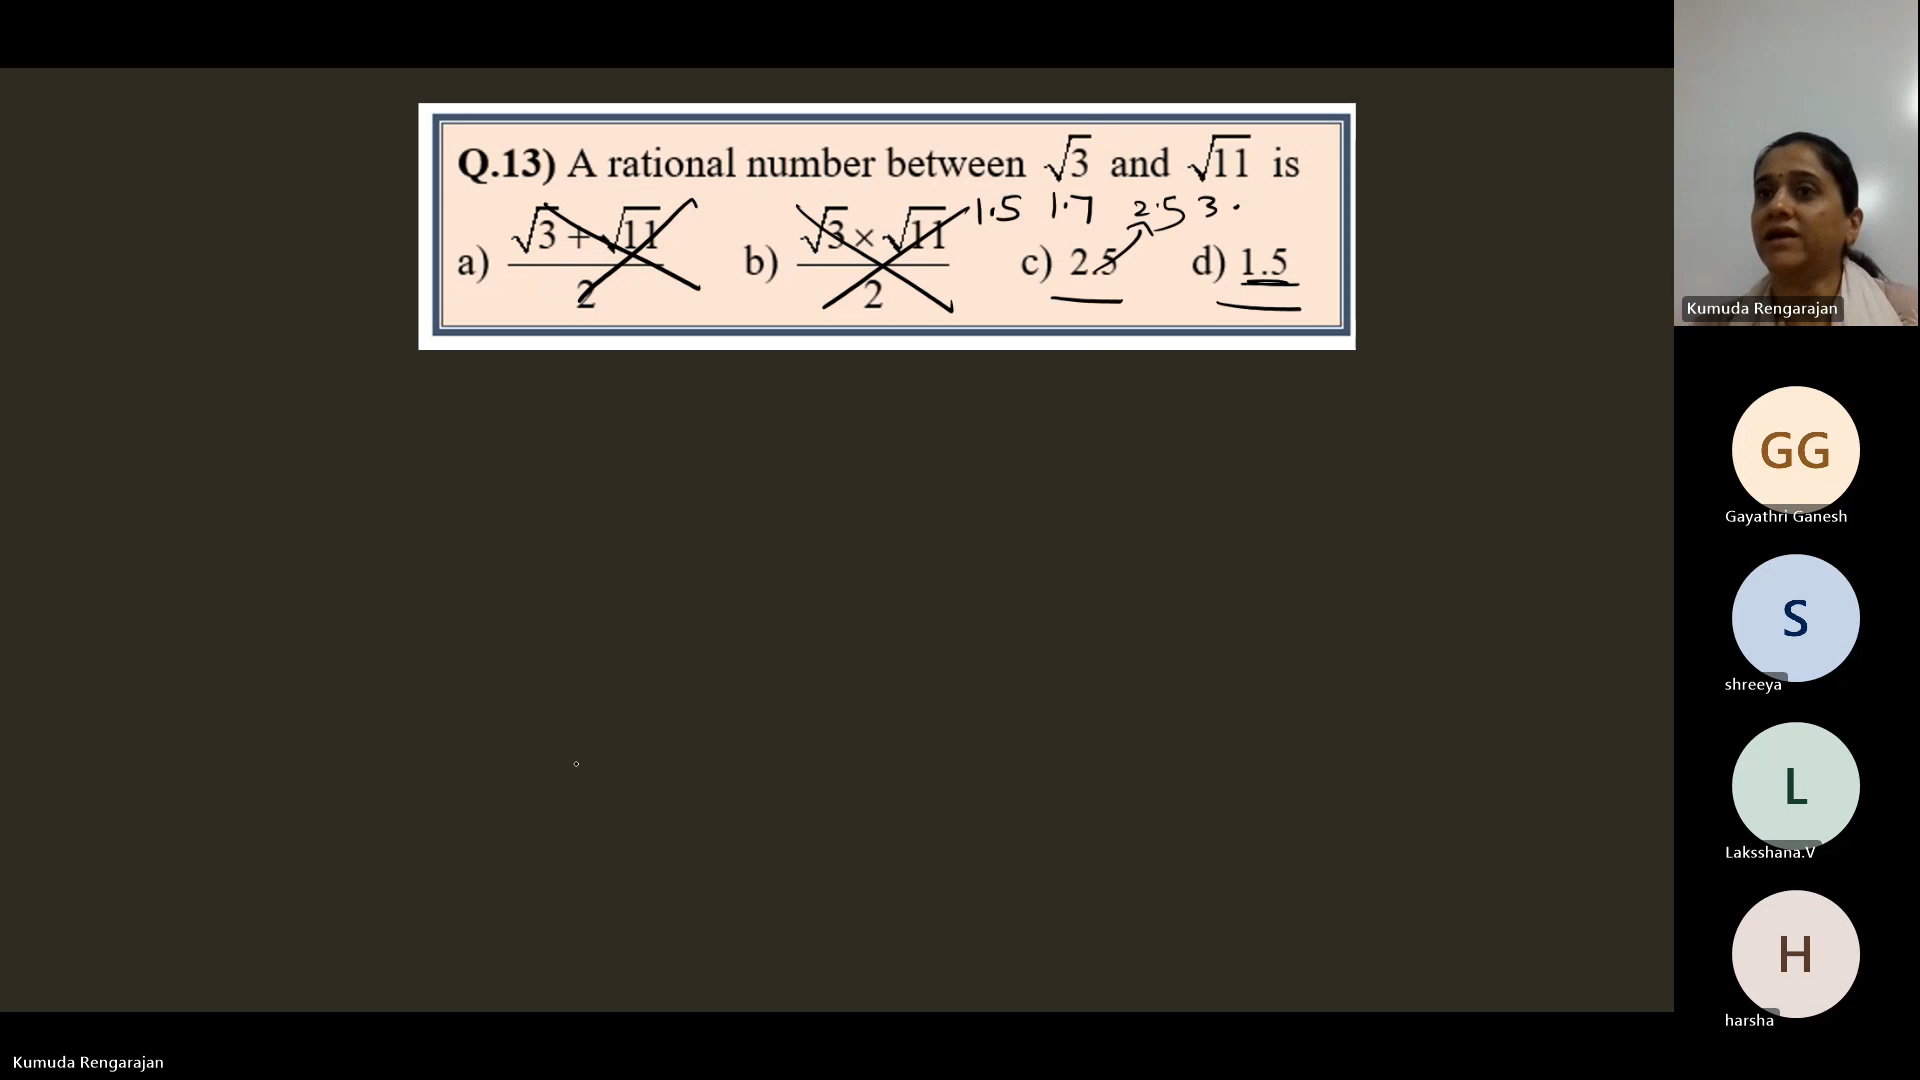 Q.13) A rational number between √3 and √11 is
1.5 1.7 2.5 3.
a) (√3 + √11)/2 b) (√3 × √11)/2 c) 2.5 d) 1.5
Kumuda Rengarajan
GG
Gayathri Ganesh
S
shreeya
L
Laksshana.V
H
harsha
Kumuda Rengarajan